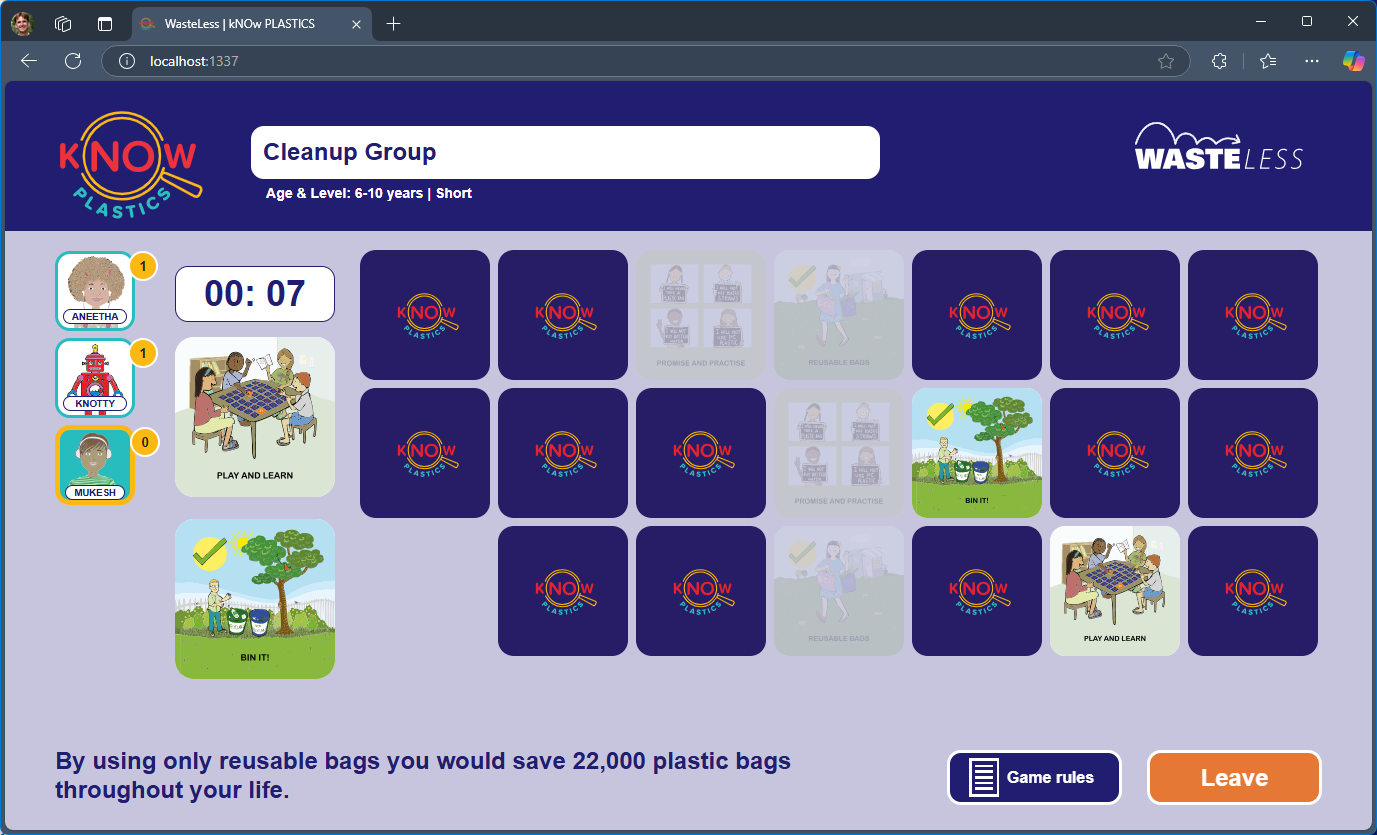 WasteLess | kNOw PLASTICS
localhost:1337
KNOW
PLASTICS
Cleanup Group
Age & Level: 6-10 years | Short
WASTELESS
ANEETHA
1
KNOTTY
1
MUKESH
0
00: 07
PLAY AND LEARN
BIN IT!
KNOW
PLASTICS
KNOW
PLASTICS
PROMISE AND PRACTISE
REUSABLE BAGS
KNOW
PLASTICS
KNOW
PLASTICS
KNOW
PLASTICS
KNOW
PLASTICS
KNOW
PLASTICS
KNOW
PLASTICS
PROMISE AND PRACTISE
BIN IT!
KNOW
PLASTICS
KNOW
PLASTICS
KNOW
PLASTICS
KNOW
PLASTICS
REUSABLE BAGS
KNOW
PLASTICS
PLAY AND LEARN
KNOW
PLASTICS
By using only reusable bags you would save 22,000 plastic bags
throughout your life.
Game rules
Leave